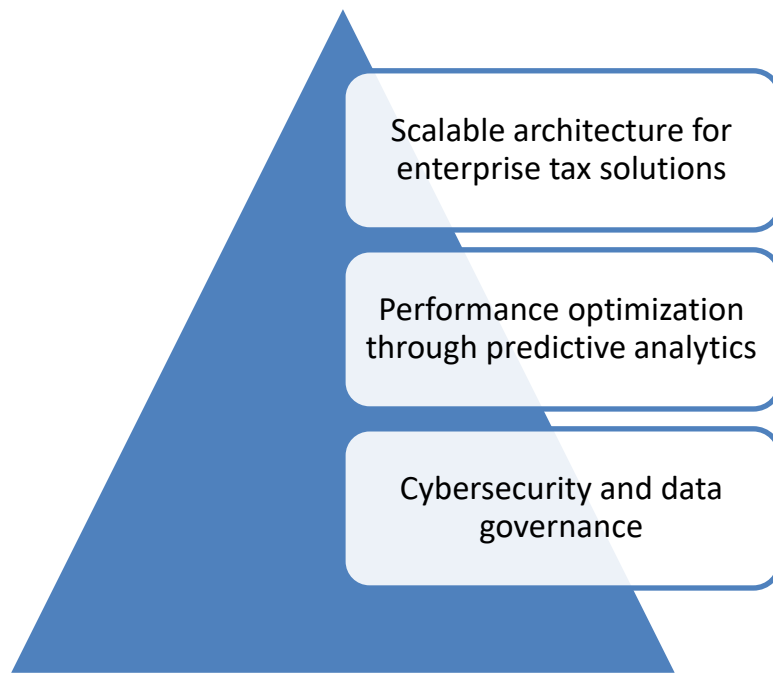 Scalable architecture for
enterprise tax solutions
Performance optimization
through predictive analytics
Cybersecurity and data
governance